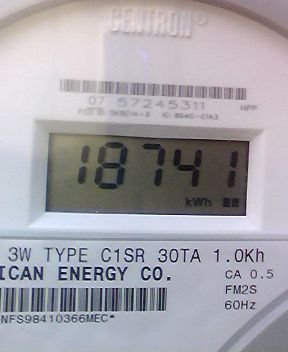 CENTRON®
07 57245311 HPP
18741
kWh
3W TYPE C1SR 30TA 1.0Kh
ICAN ENERGY CO. CA 0.5
FM2S
NFS98410366MEC* 60Hz